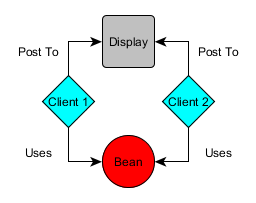 Display
Post To
Post To
Client 1
Client 2
Uses
Uses
Bean